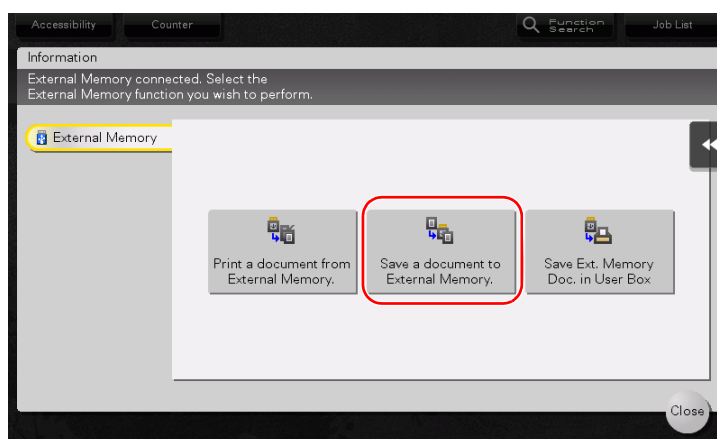 Accessibility
Counter
Function
Search
Job List
Information
External Memory connected. Select the
External Memory function you wish to perform.
External Memory
Print a document from
External Memory.
Save a document to
External Memory.
Save Ext. Memory
Doc. in User Box
Close